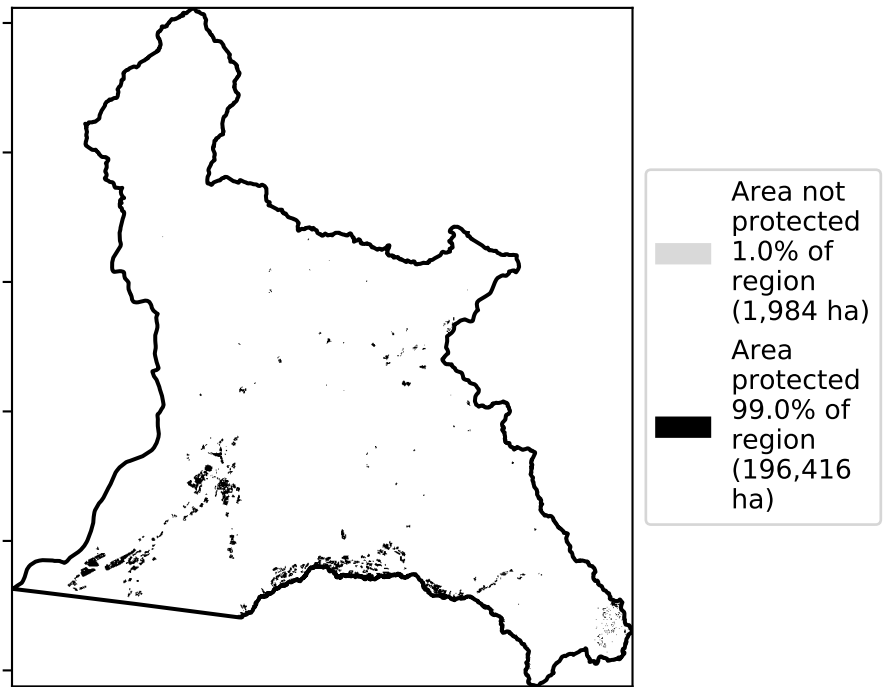 Area not
protected
1.0% of
region
(1,984 ha)
Area
protected
99.0% of
region
(196,416
ha)